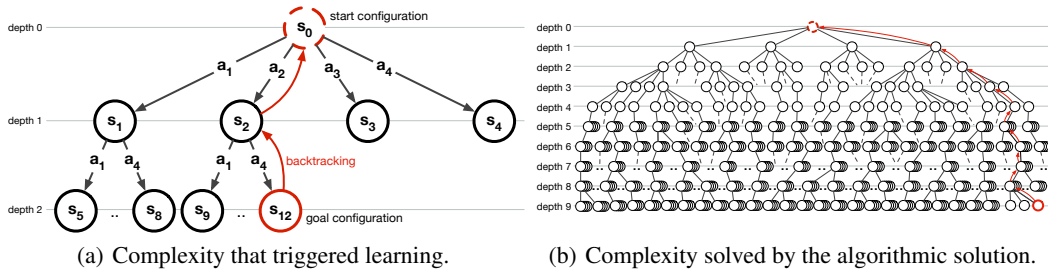 depth 0
s0
start configuration
a1
a2
a3
a4
depth 1
s1
s2
s3
s4
a1
a4
a1
a4
backtracking
depth 2
s5
..
s8
s9
..
s12
goal configuration
(a) Complexity that triggered learning.
depth 0
depth 1
depth 2
depth 3
depth 4
depth 5
depth 6
depth 7
depth 8
depth 9
(b) Complexity solved by the algorithmic solution.